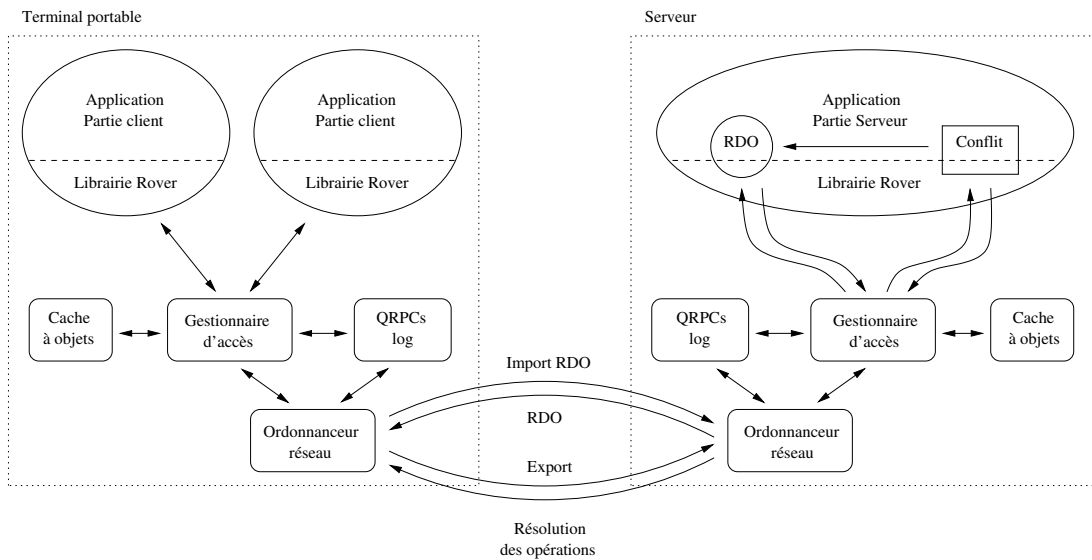 Terminal portable
Serveur
Application
Partie client
Librairie Rover
Application
Partie client
Librairie Rover
Application
Partie Serveur
RDO
Conflit
Librairie Rover
Cache
à objets
Gestionnaire
d'accès
QRPCs
log
QRPCs
log
Gestionnaire
d'accès
Cache
à objets
Import RDO
RDO
Export
Résolution
des opérations
Ordonnanceur
réseau
Ordonnanceur
réseau